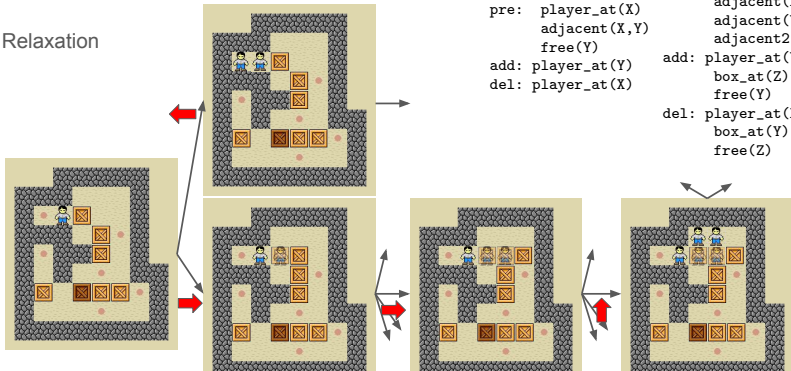 Relaxation
pre: player_at(X)
adjacent(X,Y)
free(Y)
add: player_at(Y)
del: player_at(X)
adjacent(
adjacent2
add: player_at(
box_at(Z)
free(Y)
del: player_at(
box_at(Y)
free(Z)